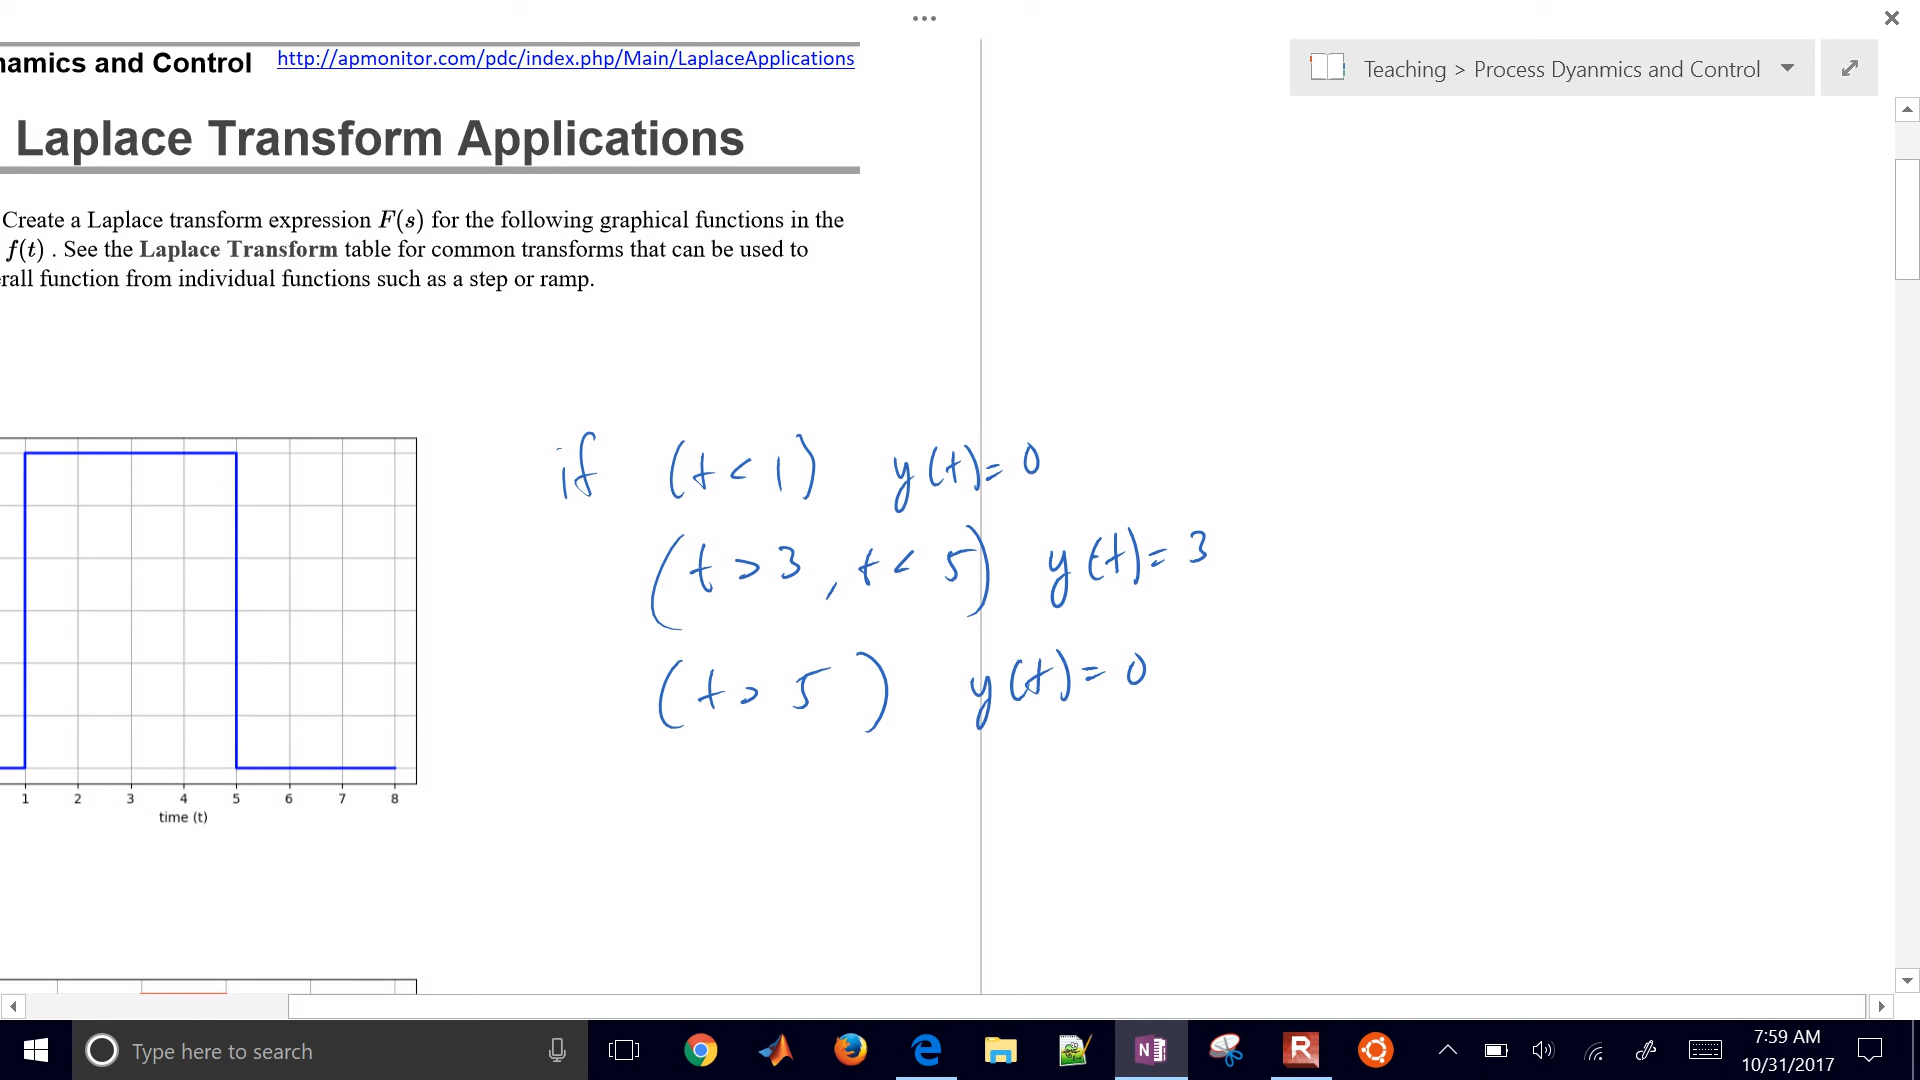 ...
namics and Control http://apmonitor.com/pdc/index.php/Main/LaplaceApplications
Teaching > Process Dyanmics and Control
Laplace Transform Applications
Create a Laplace transform expression F(s) for the following graphical functions in the
f(t) . See the Laplace Transform table for common transforms that can be used to
rall function from individual functions such as a step or ramp.
if (t < 1) y(t) = 0
(t > 3 , t < 5) y(t) = 3
(t > 5 ) y(t) = 0
1 2 3 4 5 6 7 8
time (t)
Type here to search
N
R
7:59 AM
10/31/2017